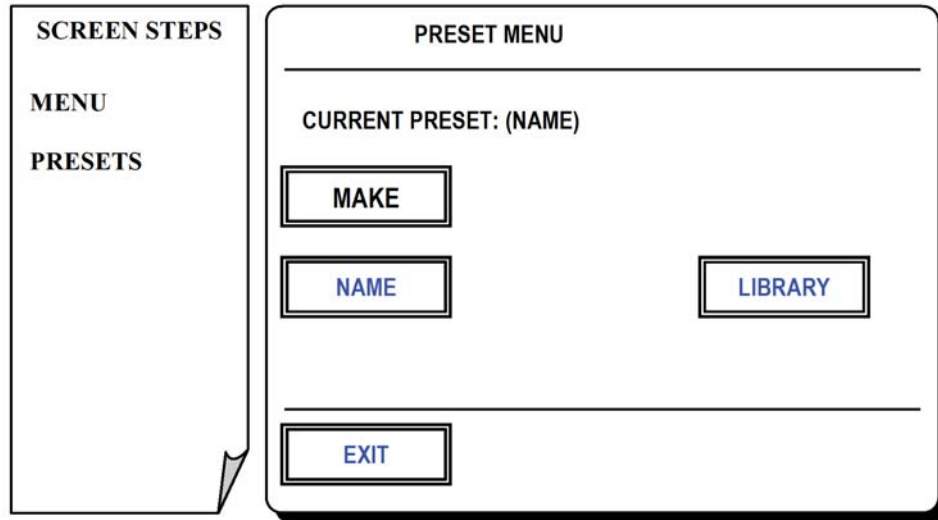 SCREEN STEPS
MENU
PRESETS
PRESET MENU
CURRENT PRESET: (NAME)
MAKE
NAME
LIBRARY
EXIT